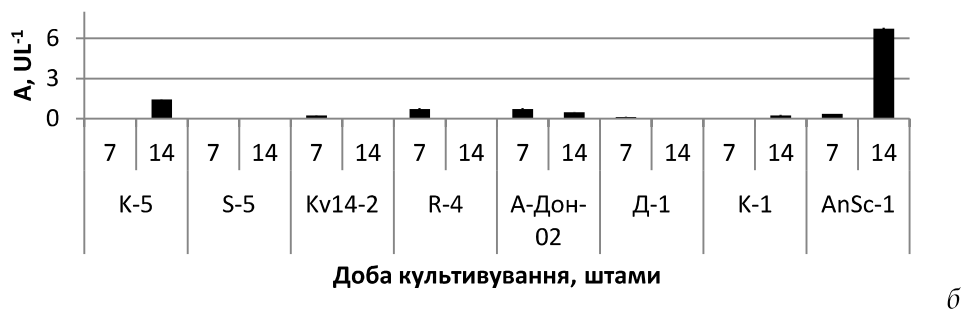 A, UL-1
6
3
0
7 14 7 14 7 14 7 14 7 14 7 14 7 14 7 14
К-5 S-5 Kv14-2 R-4 А-Дон-02 Д-1 К-1 AnSc-1
Доба культивування, штами
б